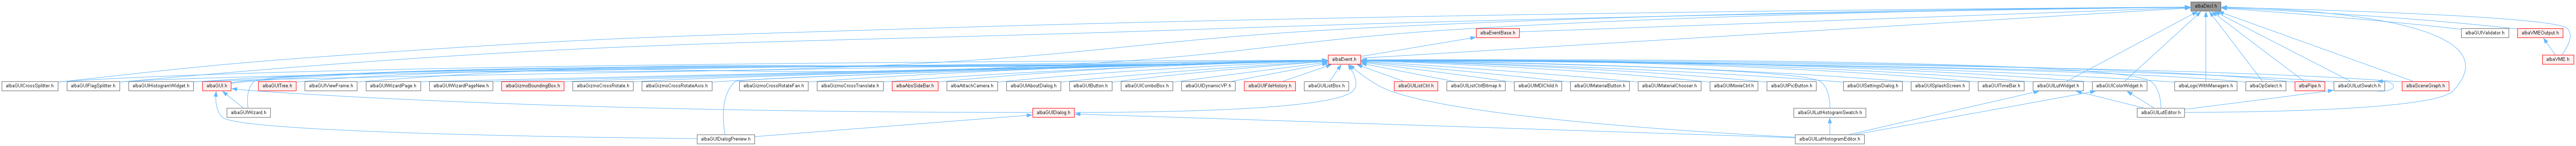 albaDecl.h
albaEventBase.h
albaGUIValidator.h
albaVMEOutput.h
albaEvent.h
albaVME.h
albaGUICrossSplitter.h
albaGUIFlagSplitter.h
albaGUIHistogramWidget.h
albaGUI.h
albaGUITree.h
albaGUIViewFrame.h
albaGUIWizardPage.h
albaGUIWizardPageNew.h
albaGizmoBoundingBox.h
albaGizmoCrossRotate.h
albaGizmoCrossRotateAxis.h
albaGizmoCrossRotateFan.h
albaGizmoCrossTranslate.h
albaAbsSideBar.h
albaAttachCamera.h
albaGUIAboutDialog.h
albaGUIButton.h
albaGUIComboBox.h
albaGUIDynamicVP.h
albaGUIFileHistory.h
albaGUIListBox.h
albaGUIListCtrl.h
albaGUIListCtrlBitmap.h
albaGUIMDIChild.h
albaGUIMaterialButton.h
albaGUIMaterialChooser.h
albaGUIMovieCtrl.h
albaGUIPicButton.h
albaGUISettingsDialog.h
albaGUISplashScreen.h
albaGUITimeBar.h
albaGUILutWidget.h
albaGUIColorWidget.h
albaLogicWithManagers.h
albaOpSelect.h
albaPipe.h
albaGUILutSwatch.h
albaSceneGraph.h
albaGUIWizard.h
albaGUIDialog.h
albaGUILutHistogramSwatch.h
albaGUILutEditor.h
albaGUIDialogPreview.h
albaGUILutHistogramEditor.h